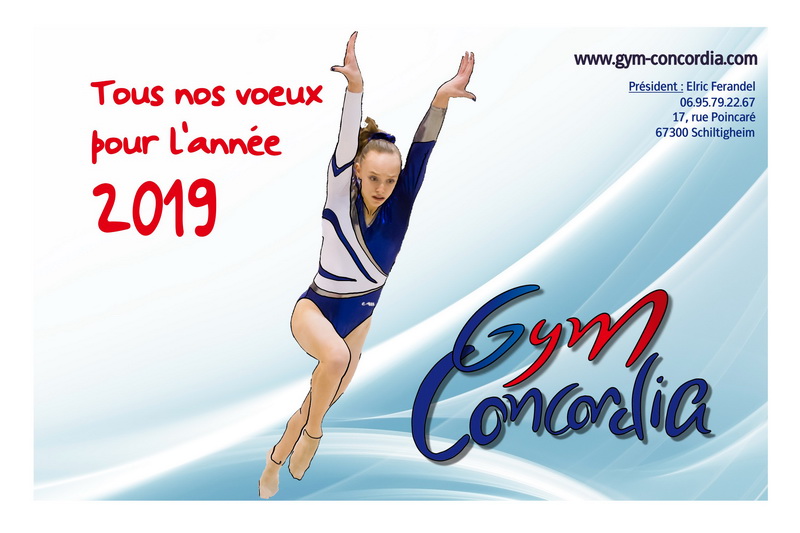 Tous nos voeux
pour l'année
2019
www.gym-concordia.com
Président : Elric Ferandel
06.95.79.22.67
17, rue Poincaré
67300 Schiltigheim
Gym
Concordia